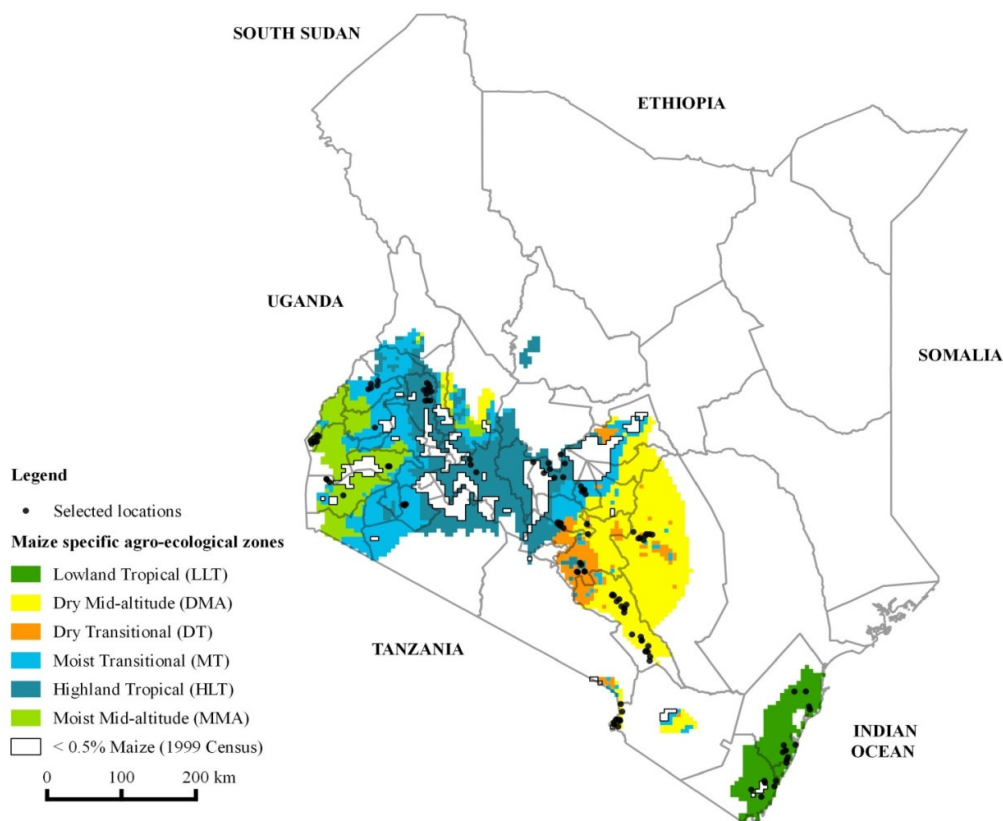 SOUTH SUDAN
ETHIOPIA
UGANDA
SOMALIA
TANZANIA
INDIAN
OCEAN
Legend
Selected locations
Maize specific agro-ecological zones
Lowland Tropical (LLT)
Dry Mid-altitude (DMA)
Dry Transitional (DT)
Moist Transitional (MT)
Highland Tropical (HLT)
Moist Mid-altitude (MMA)
< 0.5% Maize (1999 Census)
0 100 200 km